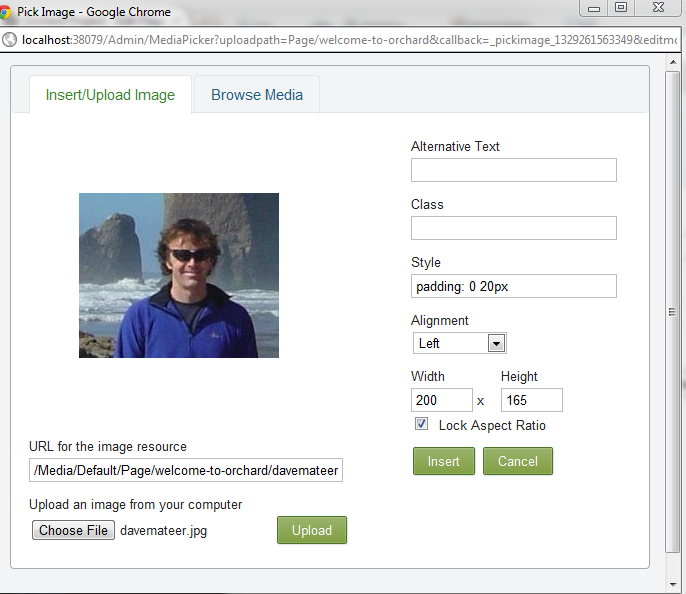 Pick Image - Google Chrome
localhost:38079/Admin/MediaPicker?uploadpath=Page/welcome-to-orchard&callback=_pickimage_1329261563349&editmo
Insert/Upload Image
Browse Media
Alternative Text
Class
Style
padding: 0 20px
Alignment
Left
Width Height
200 x 165
Lock Aspect Ratio
Insert Cancel
URL for the image resource
/Media/Default/Page/welcome-to-orchard/davemateer
Upload an image from your computer
Choose File davemateer.jpg Upload